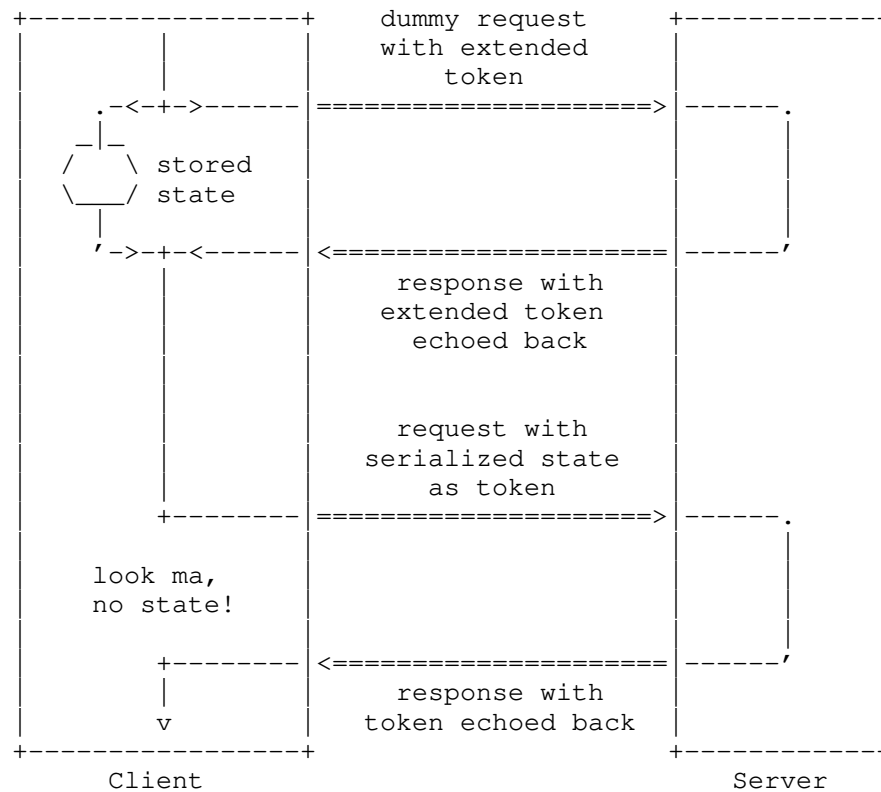 dummy request
with extended
token
stored
state
response with
extended token
echoed back
request with
serialized state
as token
look ma,
no state!
response with
token echoed back
v
Client
Server